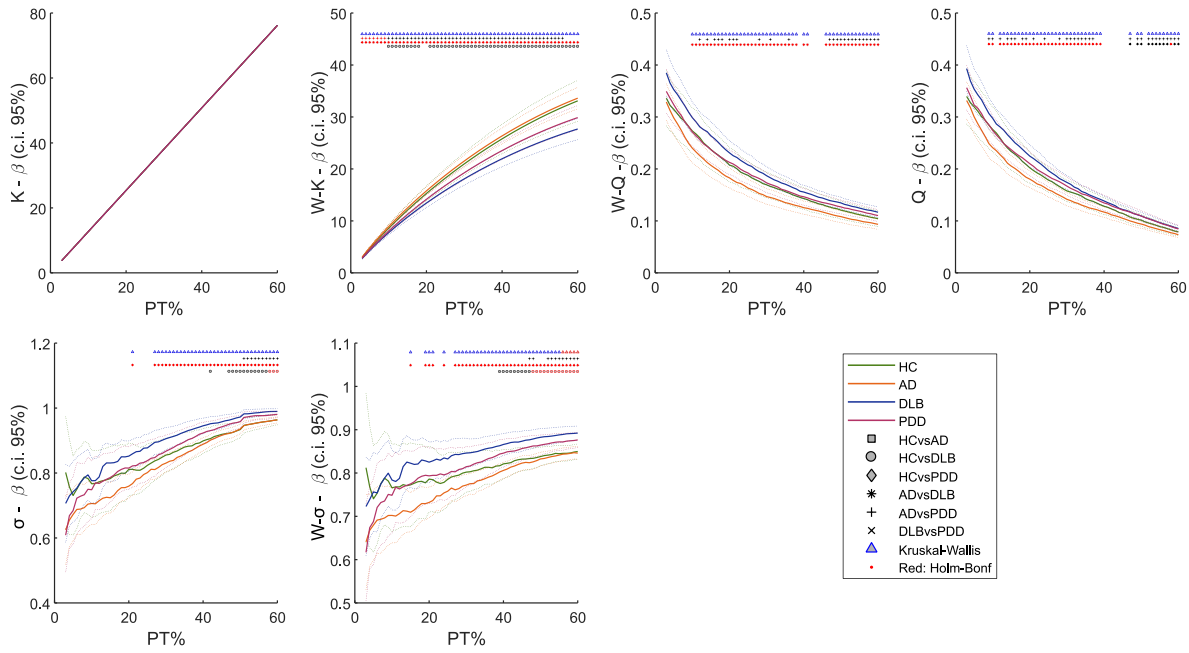 K - β (c.i. 95%)
80
60
40
20
0
0 20 40 60
PT%
W-K - β (c.i. 95%)
50
40
30
20
10
0
0 20 40 60
PT%
W-Q -β (c.i. 95%)
0.5
0.4
0.3
0.2
0.1
0
0 20 40 60
PT%
Q - β (c.i. 95%)
0.5
0.4
0.3
0.2
0.1
0
0 20 40 60
PT%
σ - β (c.i. 95%)
1.2
1
0.8
0.6
0.4
0 20 40 60
PT%
W-σ - β (c.i. 95%)
1.1
1
0.9
0.8
0.7
0.6
0.5
0 20 40 60
PT%
HC
AD
DLB
PDD
HCvsAD
HCvsDLB
HCvsPDD
ADvsDLB
ADvsPDD
DLBvsPDD
Kruskal-Wallis
Red: Holm-Bonf